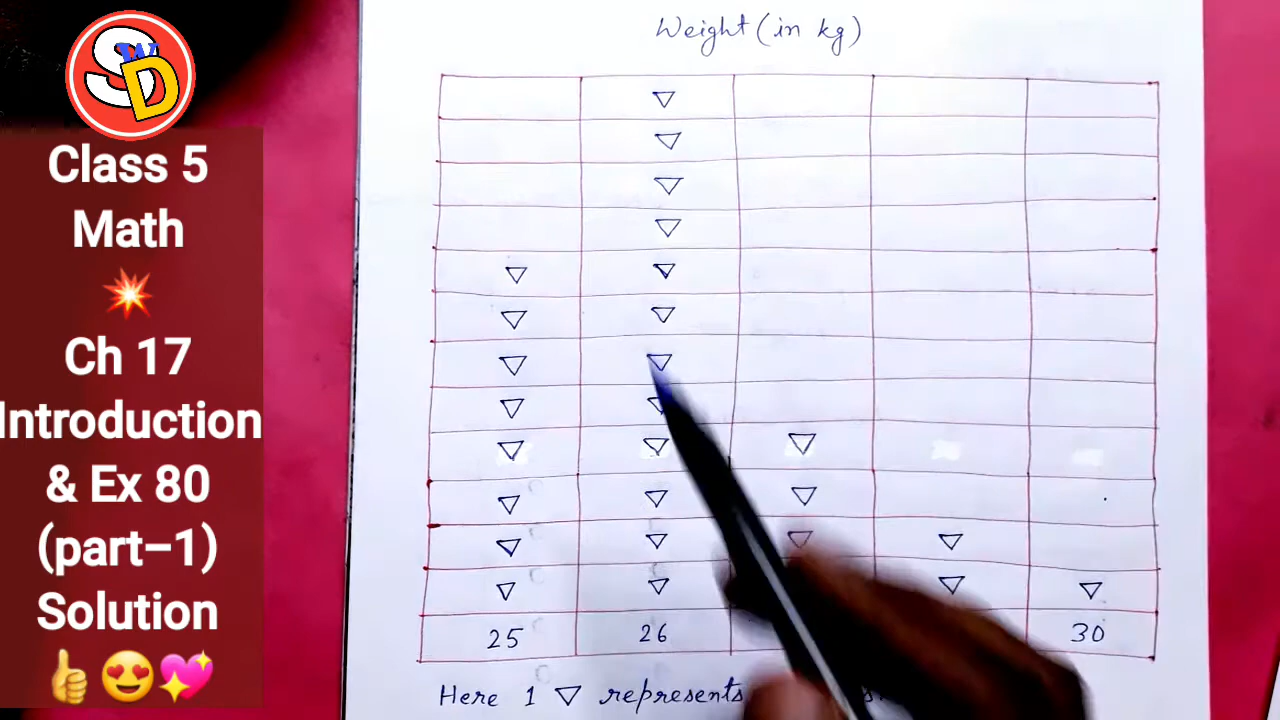 SWD
Class 5
Math
💥
Ch 17
Introduction
& Ex 80
(part–1)
Solution
👍😍💖
Weight (in kg)
25 26 30
Here 1 ▽ represents